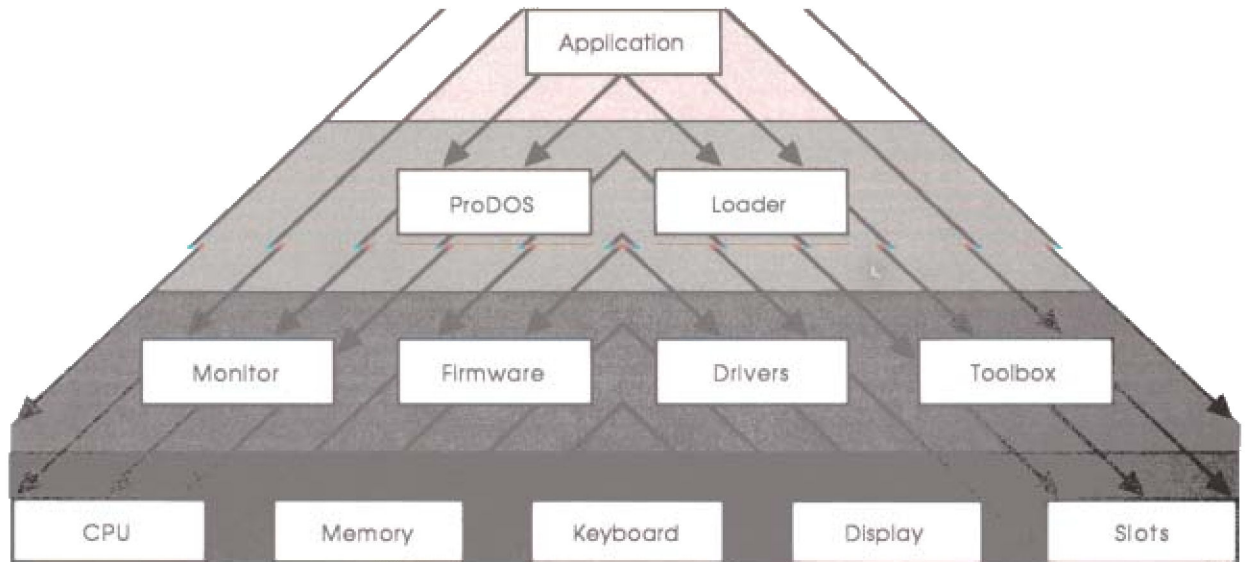 Application
ProDOS Loader
Monitor Firmware Drivers Toolbox
CPU Memory Keyboard Display Slots